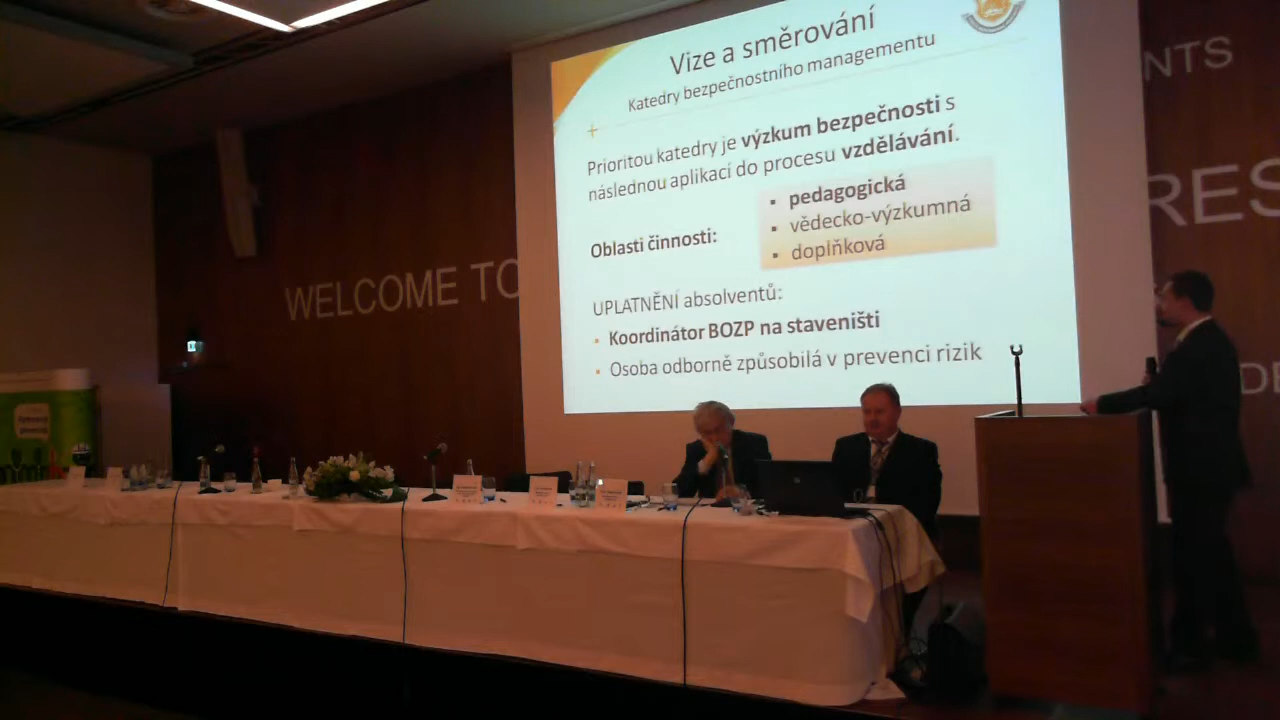 Vize a směrování
Katedry bezpečnostního managementu
Prioritou katedry je výzkum bezpečnosti s
následnou aplikací do procesu vzdělávání.
Oblasti činnosti:
▪ pedagogická
▪ vědecko-výzkumná
▪ doplňková
UPLATNĚNÍ absolventů:
▪ Koordinátor BOZP na staveništi
▪ Osoba odborně způsobilá v prevenci rizik
WELCOME TO
NTS
RES